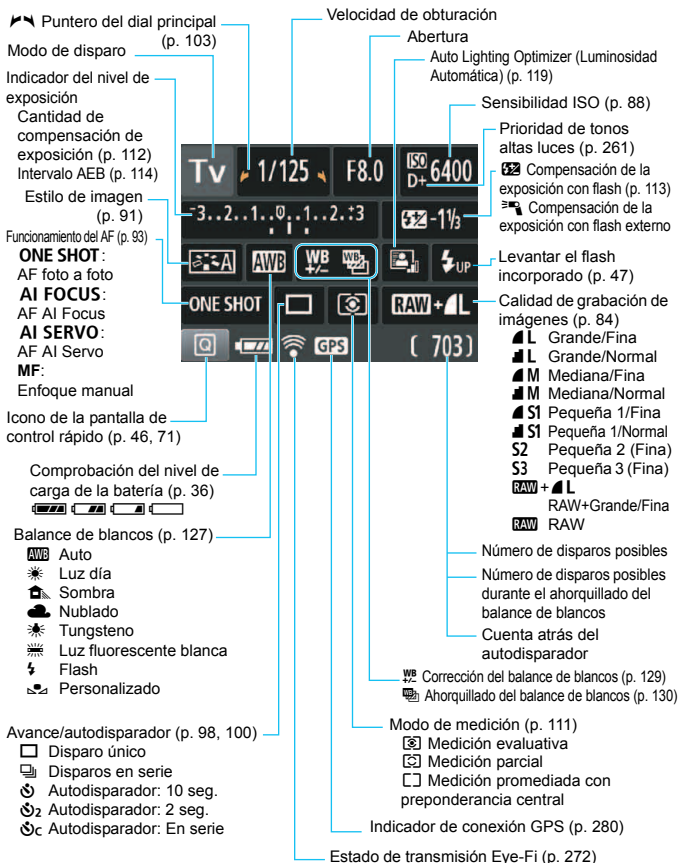 Puntero del dial principal
(p. 103)
Modo de disparo
Indicador del nivel de
exposición
Cantidad de
compensación de
exposición (p. 112)
Intervalo AEB (p. 114)
Estilo de imagen
(p. 91)
Funcionamiento del AF (p. 93)
ONE SHOT:
AF foto a foto
AI FOCUS:
AF AI Focus
AI SERVO:
AF AI Servo
MF:
Enfoque manual
Icono de la pantalla de
control rápido (p. 46, 71)
Comprobación del nivel de
carga de la batería (p. 36)
Balance de blancos (p. 127)
AWB Auto
Luz día
Sombra
Nublado
Tungsteno
Luz fluorescente blanca
Flash
Personalizado
Avance/autodisparador (p. 98, 100)
Disparo único
Disparos en serie
Autodisparador: 10 seg.
2 Autodisparador: 2 seg.
c Autodisparador: En serie
Velocidad de obturación
Abertura
Auto Lighting Optimizer (Luminosidad
Automática) (p. 119)
Sensibilidad ISO (p. 88)
Prioridad de tonos
altas luces (p. 261)
Compensación de la
exposición con flash (p. 113)
Compensación de la
exposición con flash externo
Levantar el flash
incorporado (p. 47)
Calidad de grabación de
imágenes (p. 84)
L Grande/Fina
L Grande/Normal
M Mediana/Fina
M Mediana/Normal
S1 Pequeña 1/Fina
S1 Pequeña 1/Normal
S2 Pequeña 2 (Fina)
S3 Pequeña 3 (Fina)
RAW + L
RAW+Grande/Fina
RAW RAW
Número de disparos posibles
Número de disparos posibles
durante el ahorquillado del
balance de blancos
Cuenta atrás del
autodisparador
WB +/- Corrección del balance de blancos (p. 129)
WB Ahorquillado del balance de blancos (p. 130)
Modo de medición (p. 111)
Medición evaluativa
Medición parcial
Medición promediada con
preponderancia central
Indicador de conexión GPS (p. 280)
Estado de transmisión Eye-Fi (p. 272)
Tv 1/125 F8.0 ISO D+ 6400
-3..2..1..0..1..2..+3 -1⅓
A AWB WB +/- WB UP
ONE SHOT RAW + L
Q GPS ( 703)